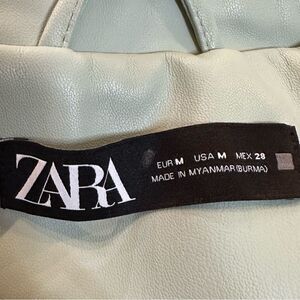 ZARA
EUR M USA M MEX 28
MADE IN MYANMAR(BURMA)